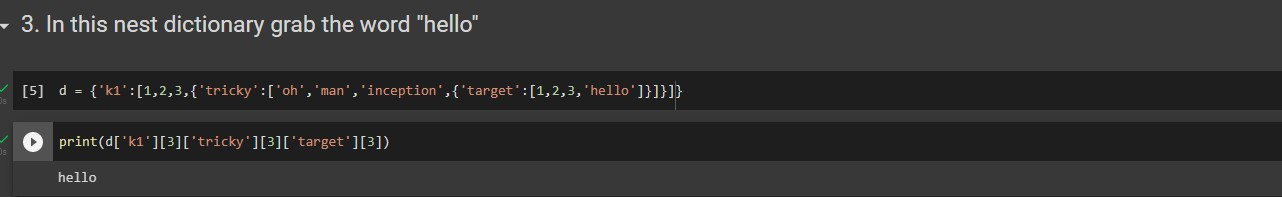 3. In this nest dictionary grab the word "hello"
[5] d = {'k1':[1,2,3,{'tricky':['oh','man','inception',{'target':[1,2,3,'hello']}]}]}
print(d['k1'][3]['tricky'][3]['target'][3])
hello